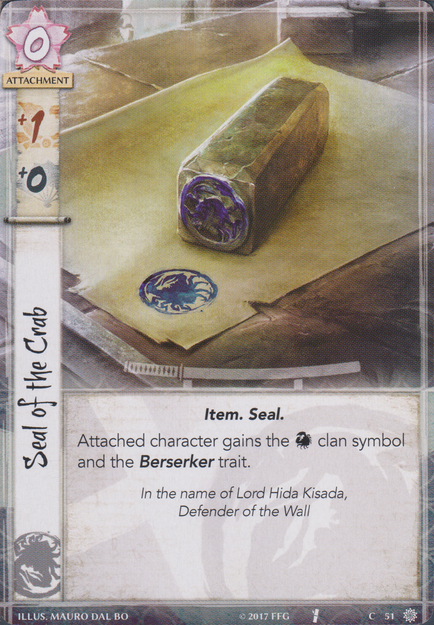 0
ATTACHMENT
+1
+0
Seal of the Crab
Item. Seal.
Attached character gains the clan symbol
and the Berserker trait.
In the name of Lord Hida Kisada,
Defender of the Wall
ILLUS. MAURO DAL BO
© 2017 FFG
C 51